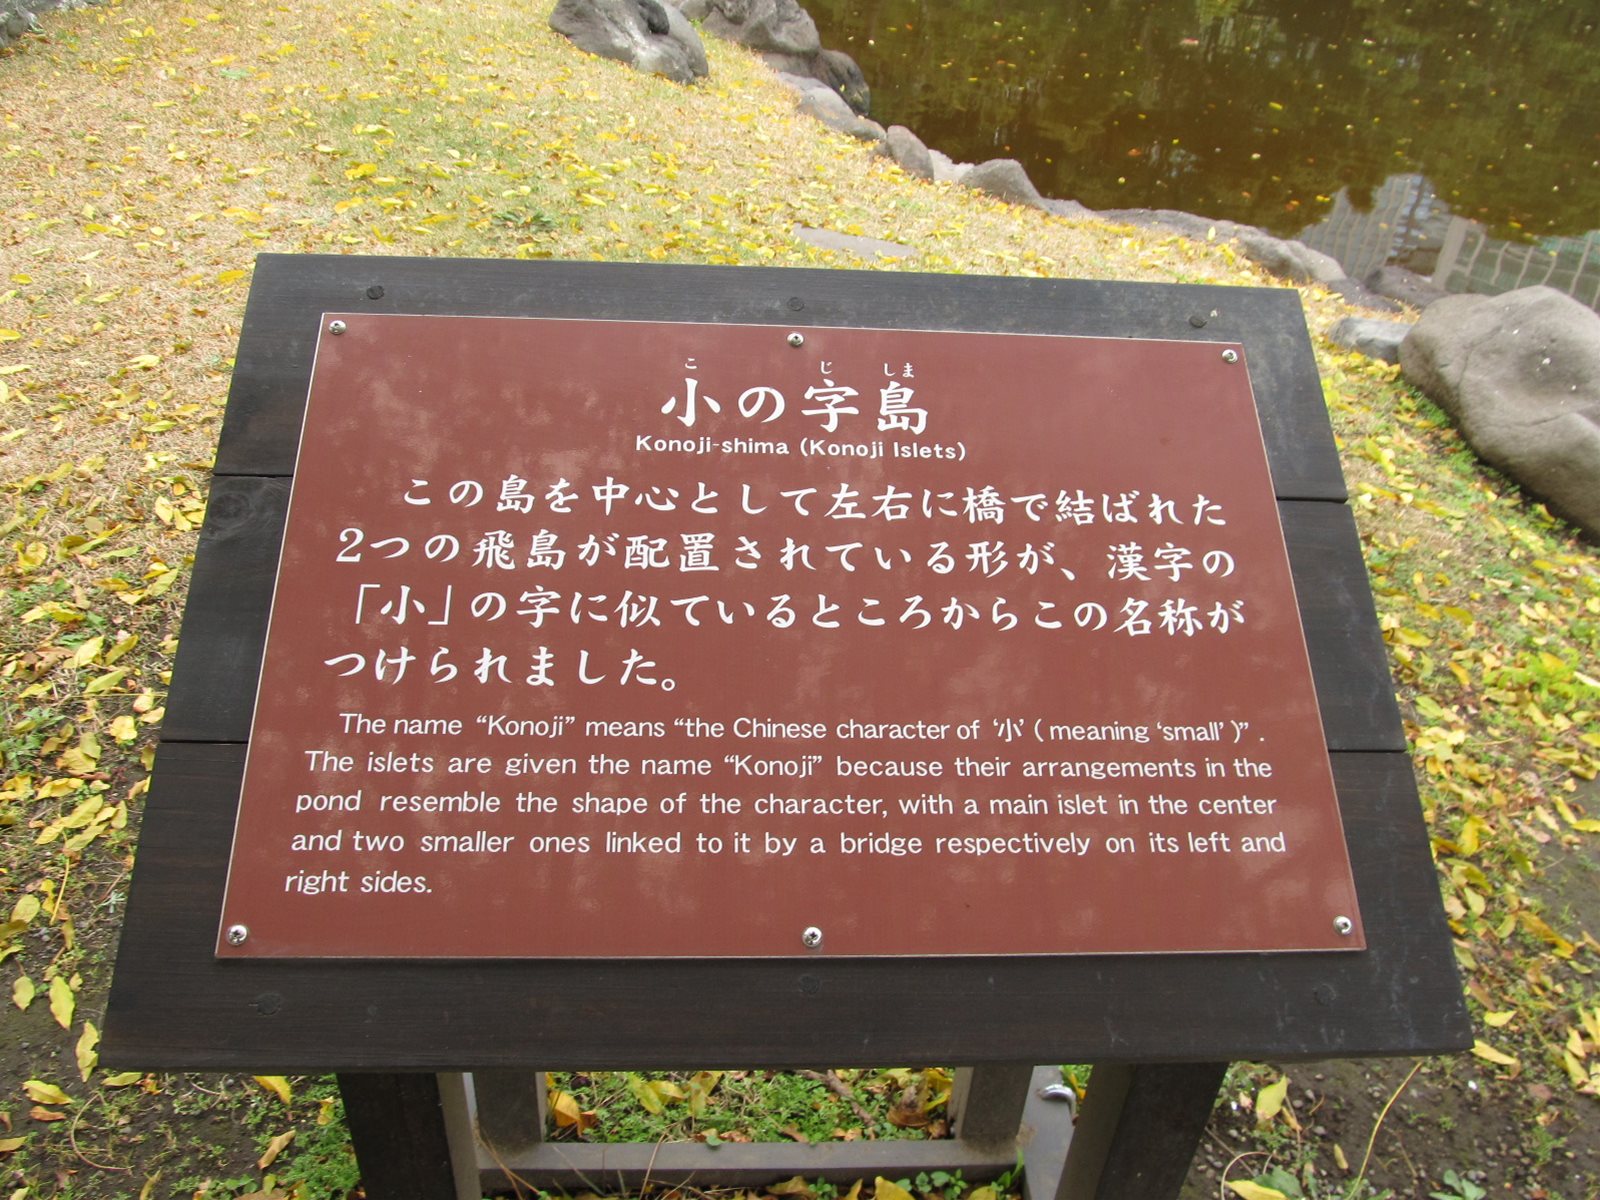 こ じ しま
小の字島
Konoji-shima (Konoji Islets)
この島を中心として左右に橋で結ばれた
2つの飛島が配置されている形が、漢字の
「小」の字に似ているところからこの名称が
つけられました。
The name “Konoji” means “the Chinese character of ‘小’ ( meaning ‘small’ )” .
The islets are given the name “Konoji” because their arrangements in the
pond resemble the shape of the character, with a main islet in the center
and two smaller ones linked to it by a bridge respectively on its left and
right sides.